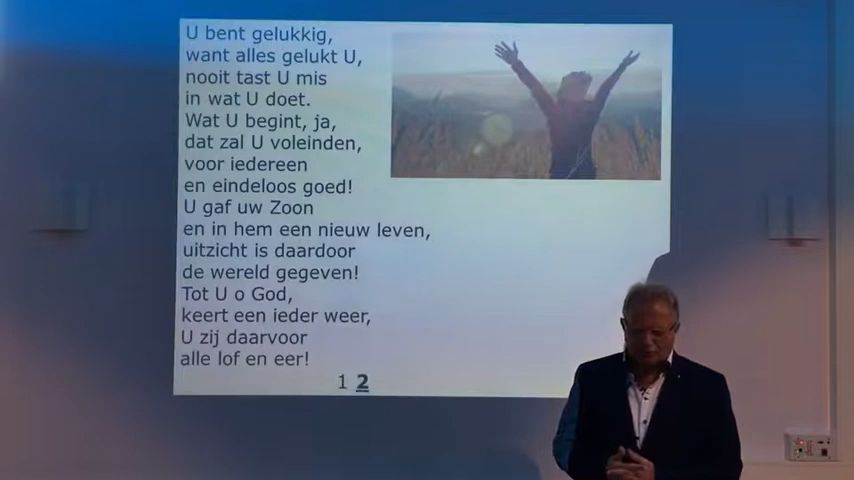 U bent gelukkig,
want alles gelukt U,
nooit tast U mis
in wat U doet.
Wat U begint, ja,
dat zal U voleinden,
voor iedereen
en eindeloos goed!
U gaf uw Zoon
en in hem een nieuw leven,
uitzicht is daardoor
de wereld gegeven!
Tot U o God,
keert een ieder weer,
U zij daarvoor
alle lof en eer!
1 2